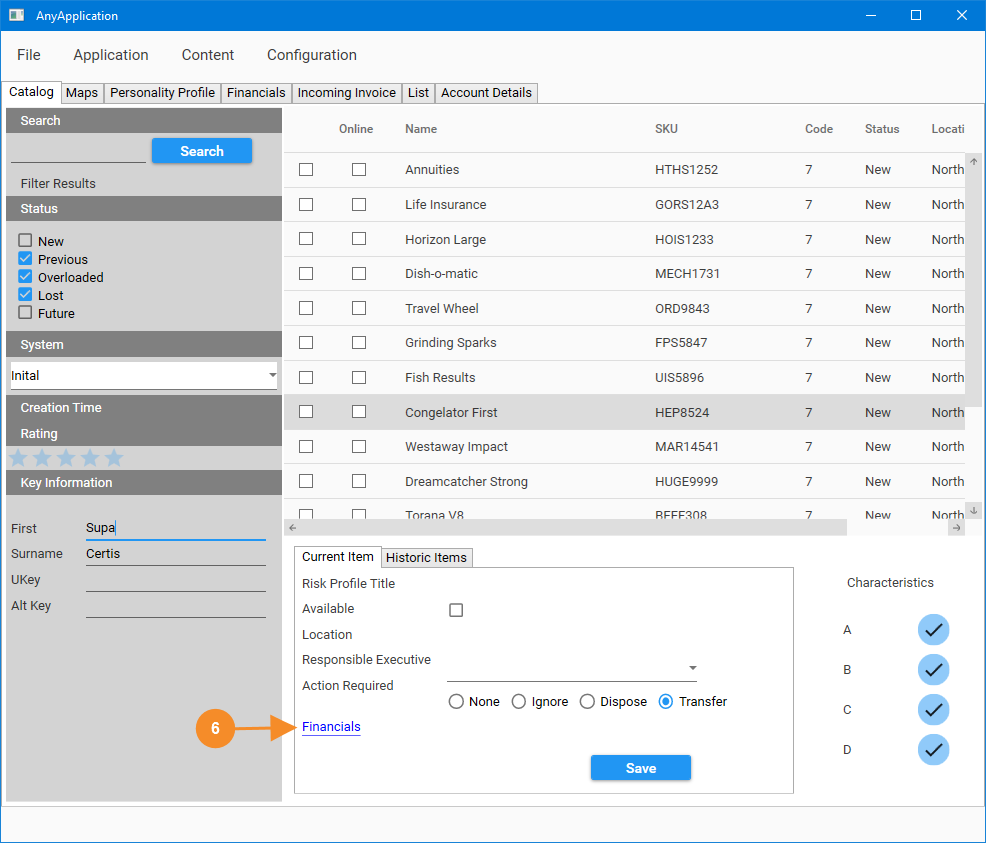 AnyApplication
File Application Content Configuration
Catalog Maps Personality Profile Financials Incoming Invoice List Account Details
Search
Search
Filter Results
Status
New
Previous
Overloaded
Lost
Future
System
Inital
Creation Time
Rating
Key Information
First Supa
Surname Certis
UKey
Alt Key
Online Name SKU Code Status Locati
Annuities HTHS1252 7 New North
Life Insurance GORS12A3 7 New North
Horizon Large HOIS1233 7 New North
Dish-o-matic MECH1731 7 New North
Travel Wheel ORD9843 7 New North
Grinding Sparks FPS5847 7 New North
Fish Results UIS5896 7 New North
Congelator First HEP8524 7 New North
Westaway Impact MAR14541 7 New North
Dreamcatcher Strong HUGE9999 7 New North
Torana V8 BFFF308 7 New North
Current Item Historic Items
Risk Profile Title
Available
Location
Responsible Executive
Action Required
None Ignore Dispose Transfer
6 Financials
Save
Characteristics
A
B
C
D